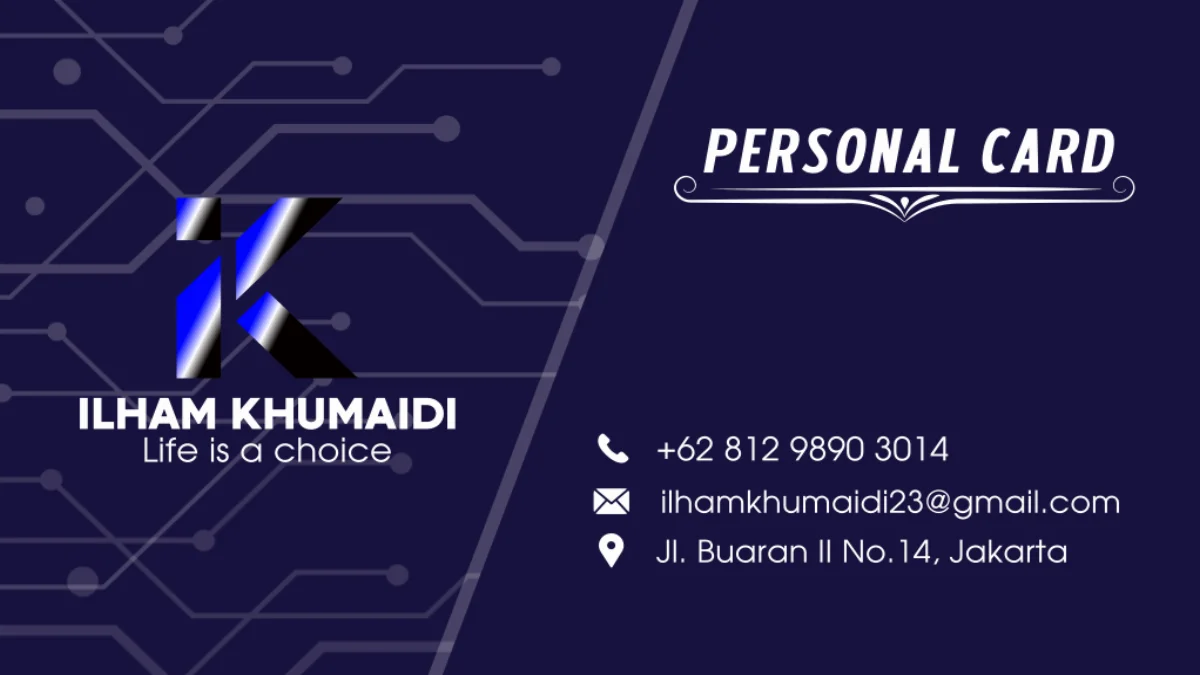 iK
ILHAM KHUMAIDI
Life is a choice
PERSONAL CARD
+62 812 9890 3014
ilhamkhumaidi23@gmail.com
Jl. Buaran II No.14, Jakarta